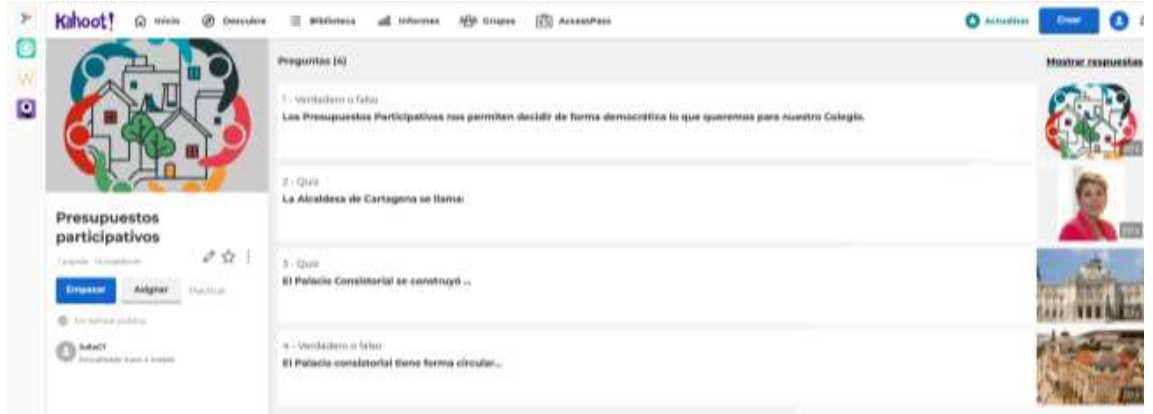 Kahoot!
Inicio
Descubre
Biblioteca
Informes
Grupos
AccessPass
Actualizar
Crear
Preguntas (4)
Mostrar respuestas
1 - Verdadero o falso
Los Presupuestos Participativos nos permiten decidir de forma democrática lo que queremos para nuestro Colegio.
2 - Quiz
La Alcaldesa de Cartagena se llama:
3 - Quiz
El Palacio Consistorial se construyó ...
4 - Verdadero o falso
El Palacio consistorial tiene forma circular...
Presupuestos
participativos
Empezar
Asignar
Practicar
20 s
20 s
20 s